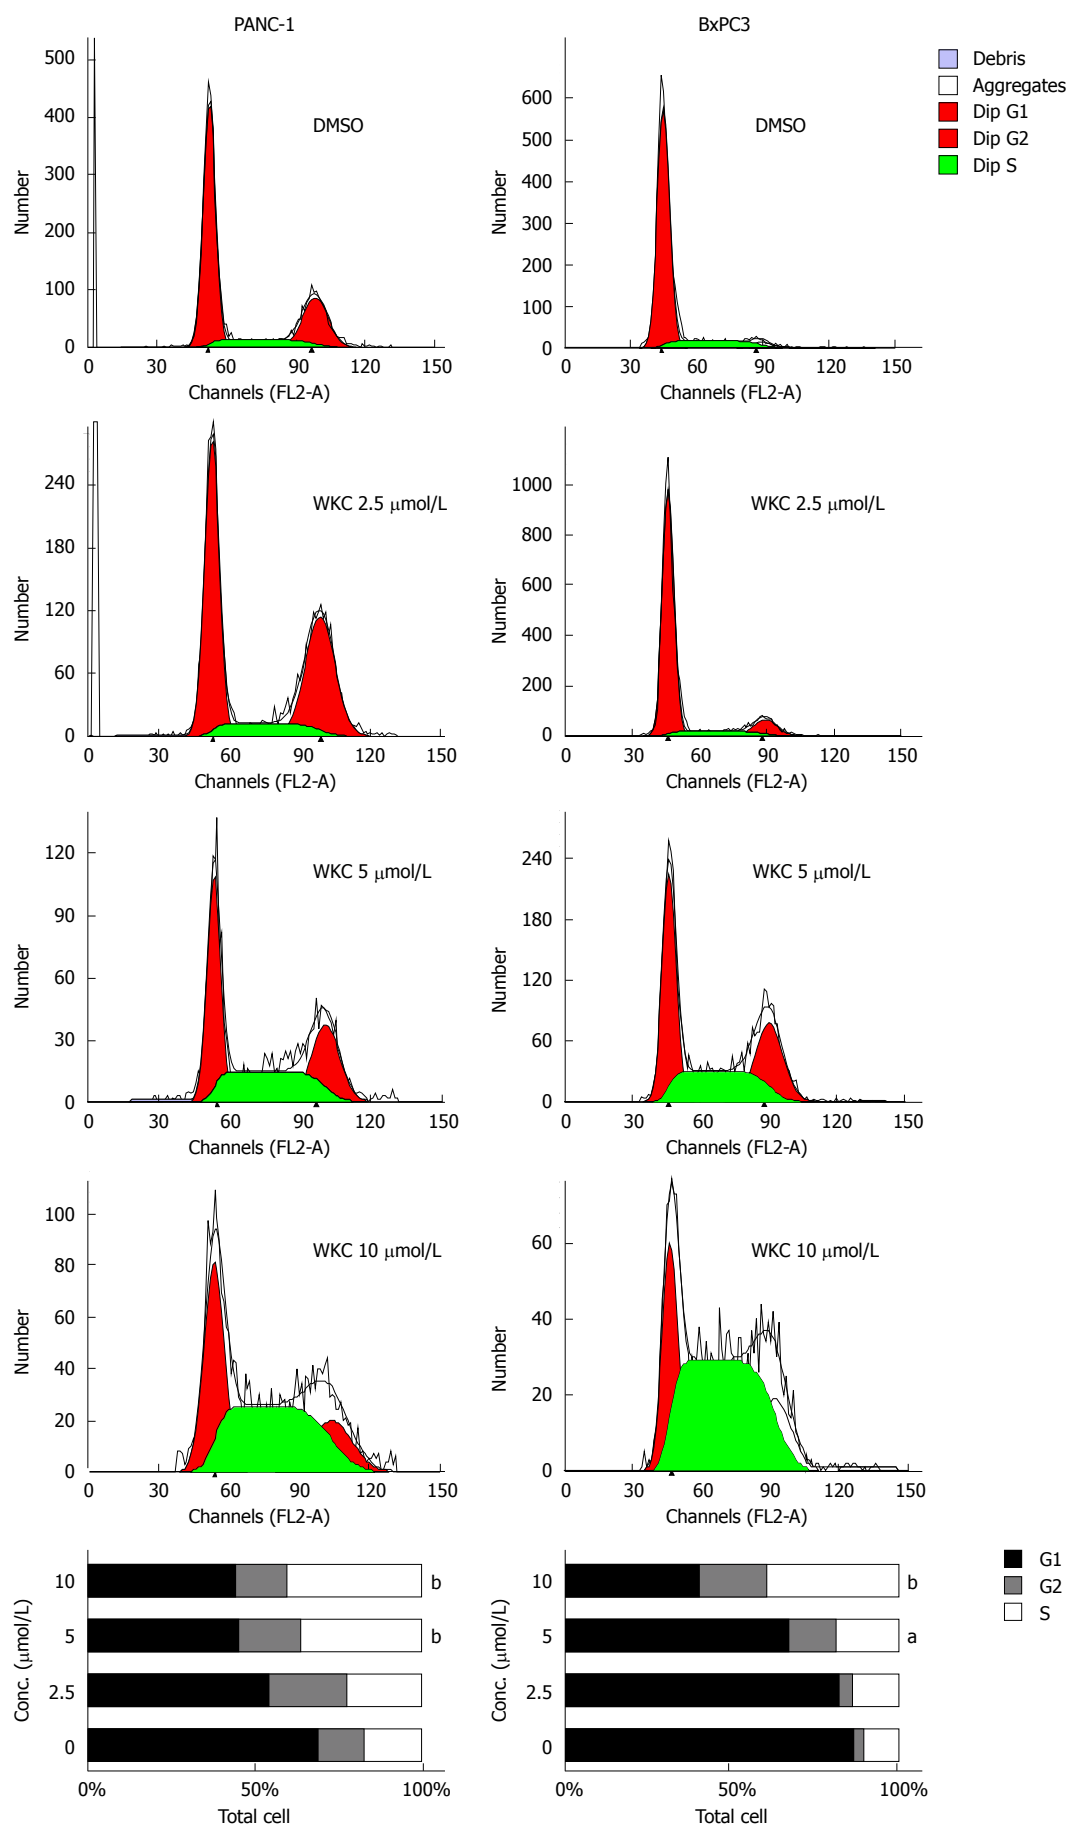 PANC-1
BxPC3
Debris
Aggregates
Dip G1
Dip G2
Dip S
500
400
300
200
100
0
Number
DMSO
0 30 60 90 120 150
Channels (FL2-A)
600
500
400
300
200
100
0
Number
DMSO
30 60 90 120 150
Channels (FL2-A)
240
180
120
60
0
Number
WKC 2.5 μmol/L
0 30 60 90 120 150
Channels (FL2-A)
1000
800
600
400
200
0
Number
WKC 2.5 μmol/L
0 30 60 90 120 150
Channels (FL2-A)
120
90
60
30
0
Number
WKC 5 μmol/L
0 30 60 90 120 150
Channels (FL2-A)
240
180
120
60
0
Number
WKC 5 μmol/L
0 30 60 90 120 150
Channels (FL2-A)
100
80
60
40
20
0
Number
WKC 10 μmol/L
0 30 60 90 120 150
Channels (FL2-A)
60
40
20
0
Number
WKC 10 μmol/L
0 30 60 90 120 150
Channels (FL2-A)
Conc. (μmol/L)
10 b
5 b
2.5
0
0% 50% 100%
Total cell
Conc. (μmol/L)
10 b
5 a
2.5
0
0% 50% 100%
Total cell
G1
G2
S